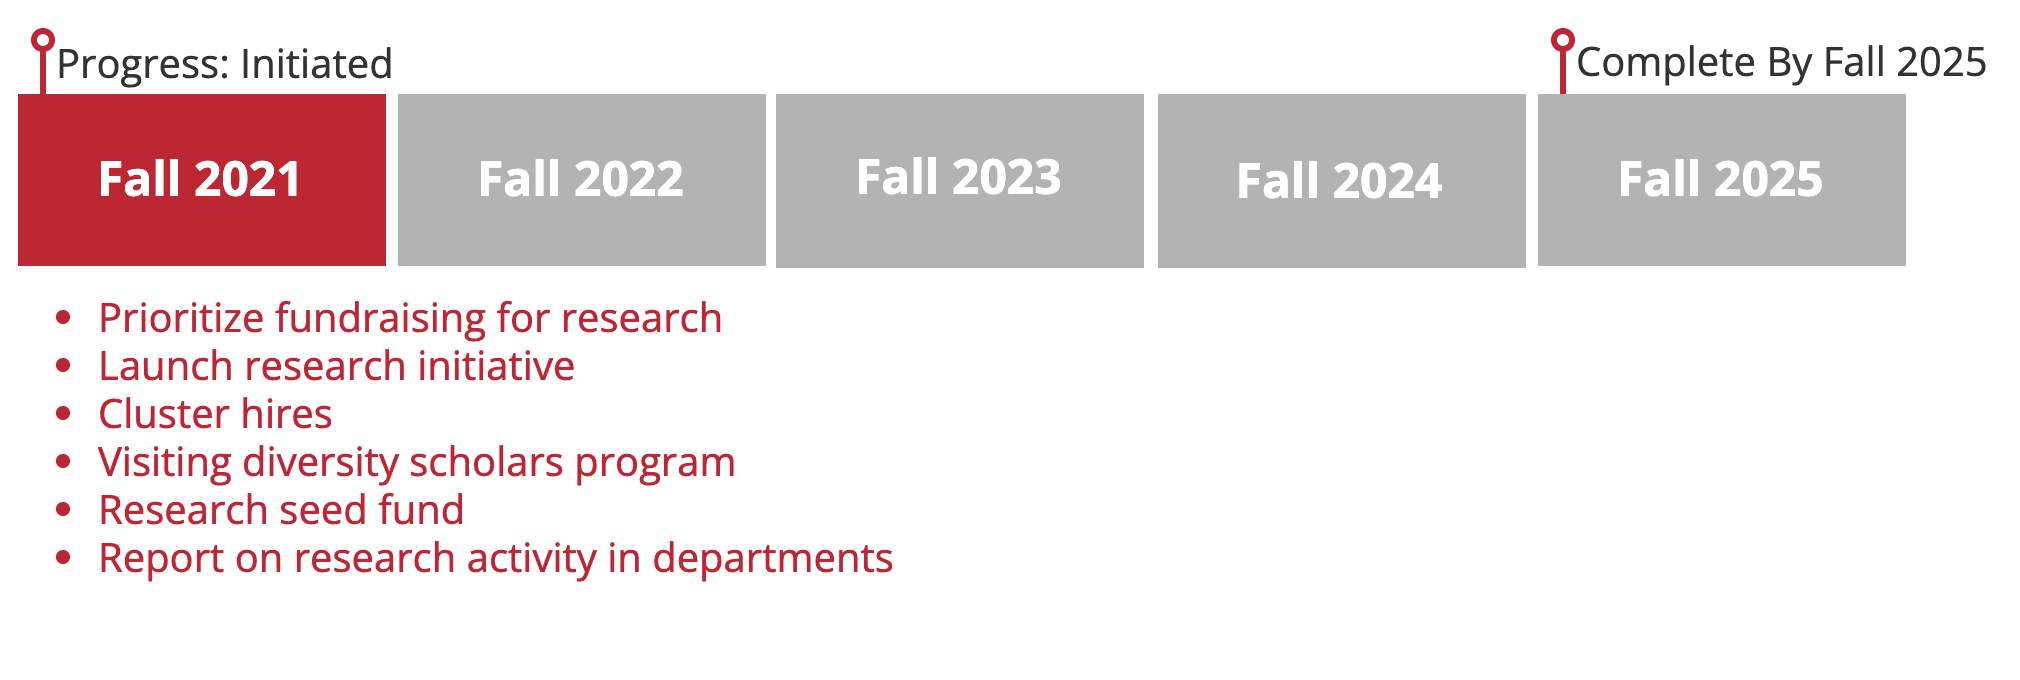 Progress: Initiated
Complete By Fall 2025
Fall 2021
Fall 2022
Fall 2023
Fall 2024
Fall 2025
• Prioritize fundraising for research
• Launch research initiative
• Cluster hires
• Visiting diversity scholars program
• Research seed fund
• Report on research activity in departments